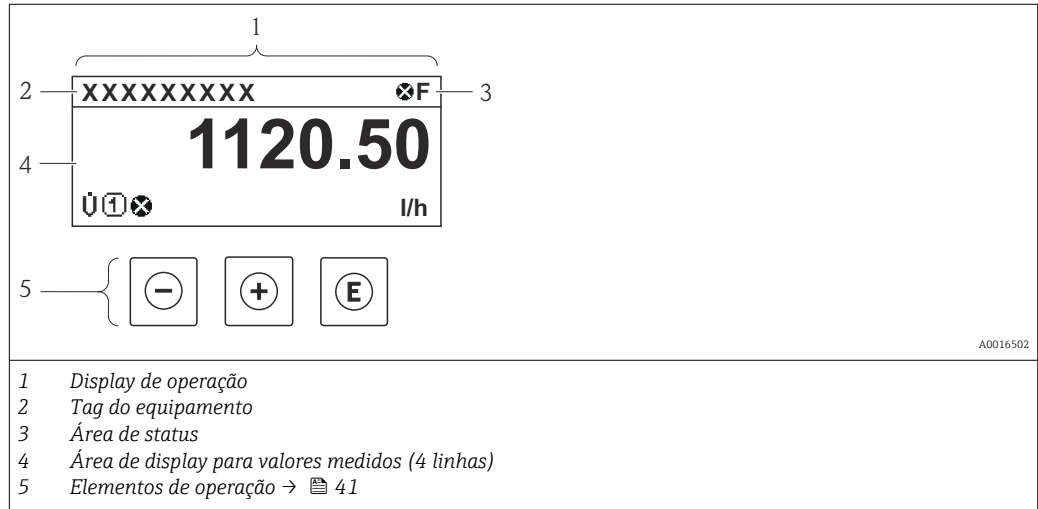 1
2 XXXXXXXXX F 3
4 1120.50
U̇ 1 l/h
5 − + E
A0016502
1 Display de operação
2 Tag do equipamento
3 Área de status
4 Área de display para valores medidos (4 linhas)
5 Elementos de operação → 41